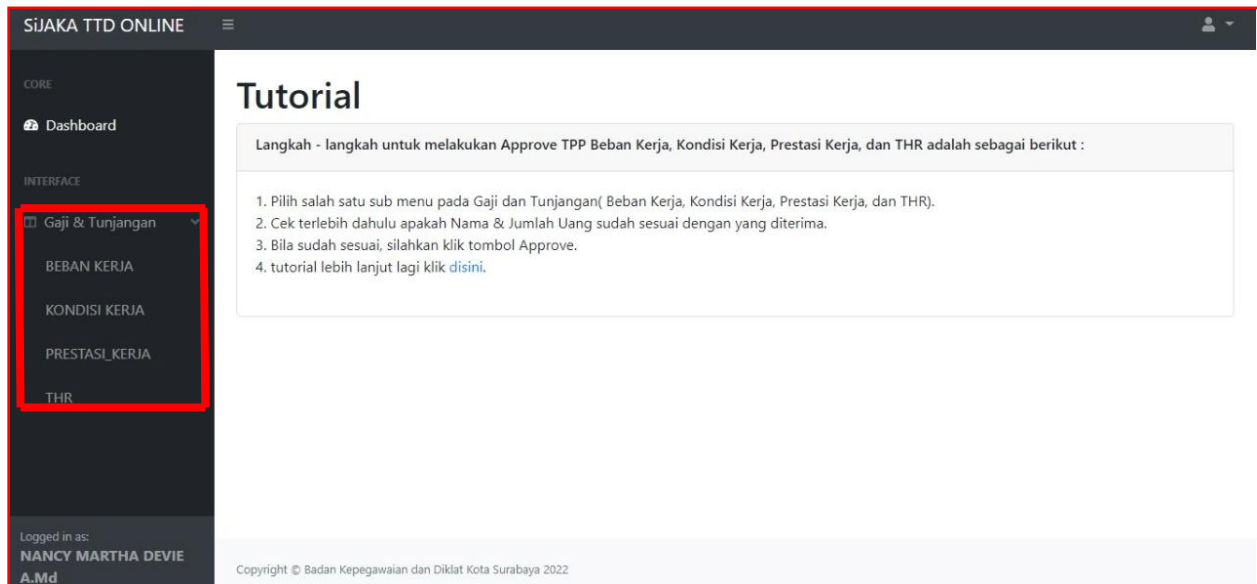 SiJAKA TTD ONLINE
CORE
Dashboard
INTERFACE
Gaji & Tunjangan
BEBAN KERJA
KONDISI KERJA
PRESTASI_KERJA
THR
Logged in as:
NANCY MARTHA DEVIE
A.Md
Tutorial
Langkah - langkah untuk melakukan Approve TPP Beban Kerja, Kondisi Kerja, Prestasi Kerja, dan THR adalah sebagai berikut :
1. Pilih salah satu sub menu pada Gaji dan Tunjangan( Beban Kerja, Kondisi Kerja, Prestasi Kerja, dan THR).
2. Cek terlebih dahulu apakah Nama & Jumlah Uang sudah sesuai dengan yang diterima.
3. Bila sudah sesuai, silahkan klik tombol Approve.
4. tutorial lebih lanjut lagi klik disini.
Copyright © Badan Kepegawaian dan Diklat Kota Surabaya 2022